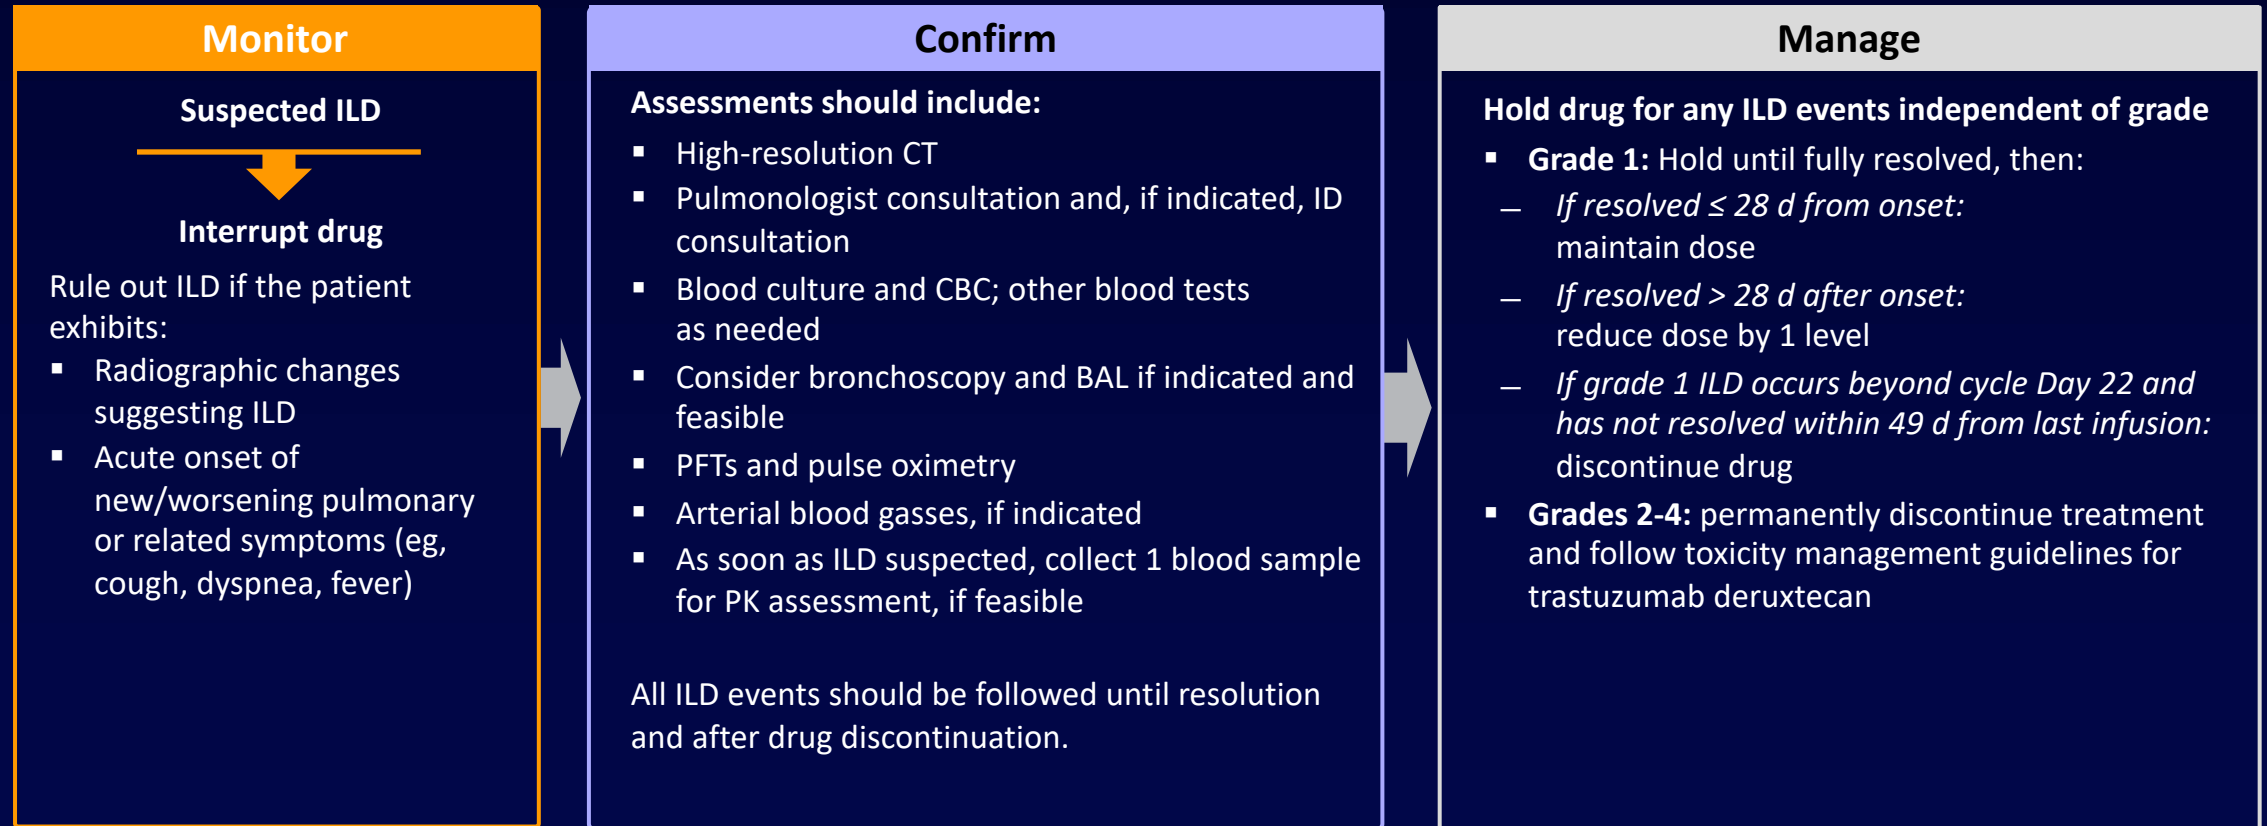 Monitor
Suspected ILD
Interrupt drug
Rule out ILD if the patient
exhibits:
▪ Radiographic changes
suggesting ILD
▪ Acute onset of
new/worsening pulmonary
or related symptoms (eg,
cough, dyspnea, fever)
Confirm
Assessments should include:
▪ High-resolution CT
▪ Pulmonologist consultation and, if indicated, ID
consultation
▪ Blood culture and CBC; other blood tests
as needed
▪ Consider bronchoscopy and BAL if indicated and
feasible
▪ PFTs and pulse oximetry
▪ Arterial blood gasses, if indicated
▪ As soon as ILD suspected, collect 1 blood sample
for PK assessment, if feasible
All ILD events should be followed until resolution
and after drug discontinuation.
Manage
Hold drug for any ILD events independent of grade
▪ Grade 1: Hold until fully resolved, then:
— If resolved ≤ 28 d from onset:
maintain dose
— If resolved > 28 d after onset:
reduce dose by 1 level
— If grade 1 ILD occurs beyond cycle Day 22 and
has not resolved within 49 d from last infusion:
discontinue drug
▪ Grades 2-4: permanently discontinue treatment
and follow toxicity management guidelines for
trastuzumab deruxtecan